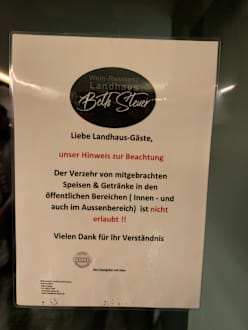 Wein-Residenz
Landhaus
Beth Steuer
Liebe Landhaus-Gäste,
unser Hinweis zur Beachtung
Der Verzehr von mitgebrachten
Speisen & Getränke in den
öffentlichen Bereichen ( Innen - und
auch im Aussenbereich) ist nicht
erlaubt !!
Vielen Dank für Ihr Verständnis